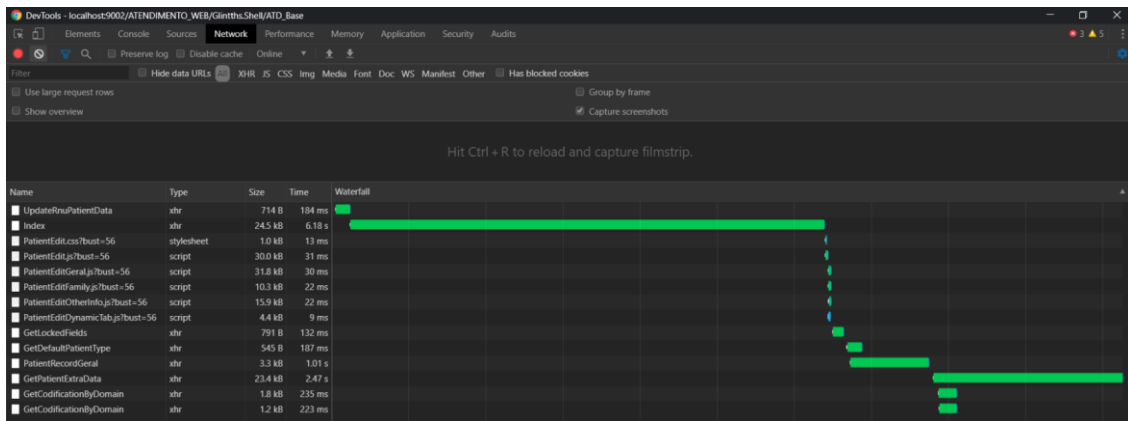 DevTools - localhost:9002/ATENDIMENTO_WEB/Glintths.Shell/ATD_Base
Elements Console Sources Network Performance Memory Application Security Audits 3 5
Preserve log Disable cache Online
Filter Hide data URLs All XHR JS CSS Img Media Font Doc WS Manifest Other Has blocked cookies
Use large request rows Group by frame
Show overview Capture screenshots
Hit Ctrl + R to reload and capture filmstrip.
Name Type Size Time Waterfall
UpdateRnuPatientData xhr 714 B 184 ms
Index xhr 24.5 kB 6.18 s
PatientEdit.css?bust=56 stylesheet 1.0 kB 13 ms
PatientEdit.js?bust=56 script 30.0 kB 31 ms
PatientEditGeral.js?bust=56 script 31.8 kB 30 ms
PatientEditFamily.js?bust=56 script 10.3 kB 22 ms
PatientEditOtherInfo.js?bust=56 script 15.9 kB 22 ms
PatientEditDynamicTab.js?bust=56 script 4.4 kB 9 ms
GetLockedFields xhr 791 B 132 ms
GetDefaultPatientType xhr 545 B 187 ms
PatientRecordGeral xhr 3.3 kB 1.01 s
GetPatientExtraData xhr 23.4 kB 2.47 s
GetCodificationByDomain xhr 1.8 kB 235 ms
GetCodificationByDomain xhr 1.2 kB 223 ms